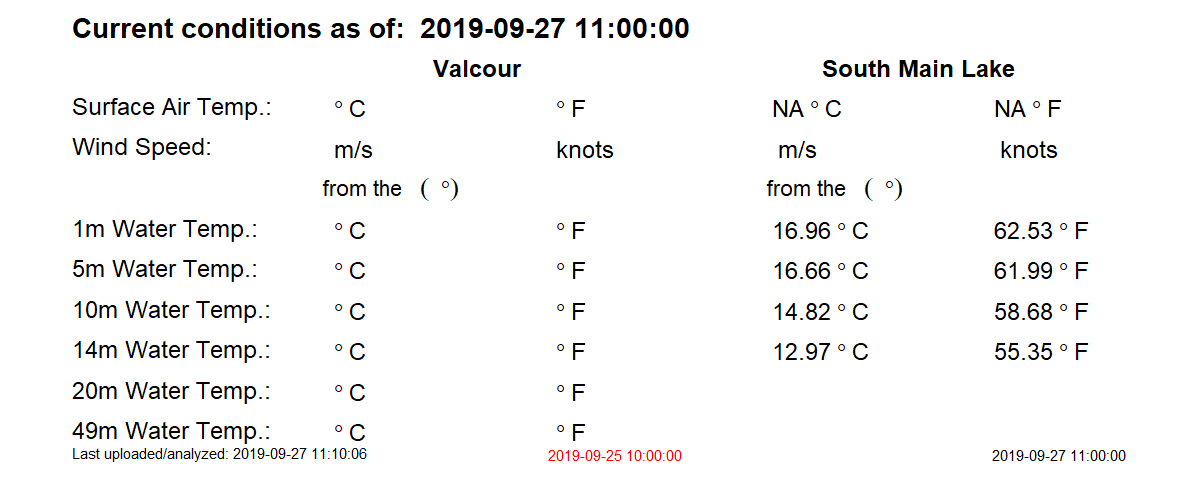 Current conditions as of: 2019-09-27 11:00:00
Valcour South Main Lake
Surface Air Temp.: ° C ° F NA ° C NA ° F
Wind Speed: m/s knots m/s knots
from the ( °) from the ( °)
1m Water Temp.: ° C ° F 16.96 ° C 62.53 ° F
5m Water Temp.: ° C ° F 16.66 ° C 61.99 ° F
10m Water Temp.: ° C ° F 14.82 ° C 58.68 ° F
14m Water Temp.: ° C ° F 12.97 ° C 55.35 ° F
20m Water Temp.: ° C ° F
49m Water Temp.: ° C ° F
Last uploaded/analyzed: 2019-09-27 11:10:06 2019-09-25 10:00:00 2019-09-27 11:00:00